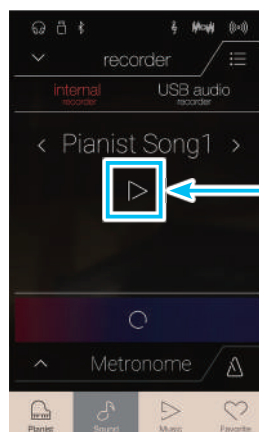 recorder
internal USB audio
recorder recorder
Pianist Song1
Metronome
Pianist Sound Music Favorite